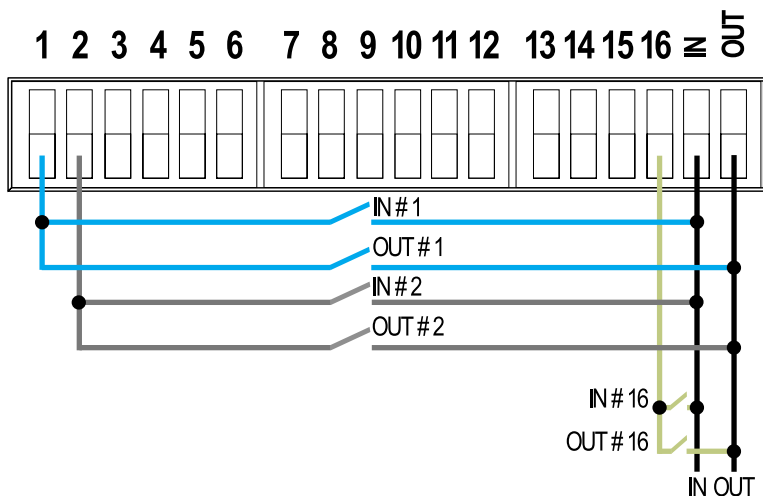 1 2 3 4 5 6 7 8 9 10 11 12 13 14 15 16 IN OUT
IN # 1
OUT # 1
IN # 2
OUT # 2
IN # 16
OUT # 16
IN OUT